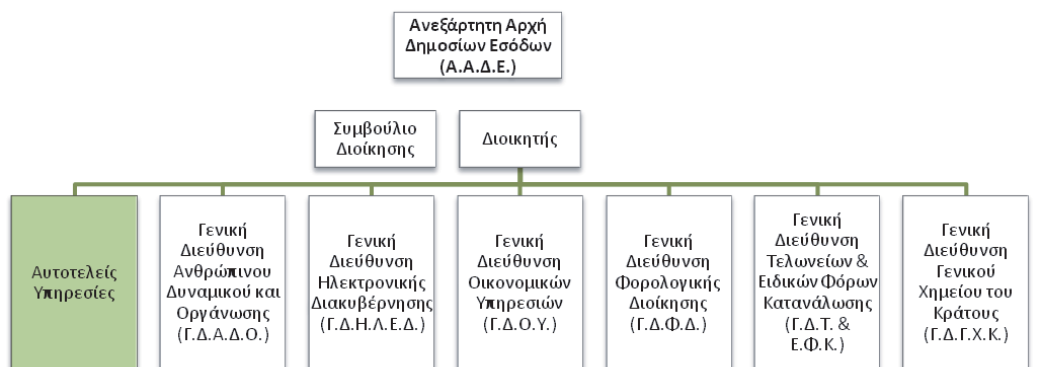 Ανεξάρτητη Αρχή
Δημοσίων Εσόδων
(Α.Α.Δ.Ε.)
Συμβούλιο
Διοίκησης
Διοικητής
Αυτοτελείς
Υπηρεσίες
Γενική
Διεύθυνση
Ανθρώπινου
Δυναμικού και
Οργάνωσης
(Γ.Δ.Α.Δ.Ο.)
Γενική
Διεύθυνση
Ηλεκτρονικής
Διακυβέρνησης
(Γ.Δ.Η.Λ.Ε.Δ.)
Γενική
Διεύθυνση
Οικονομικών
Υπηρεσιών
(Γ.Δ.Ο.Υ.)
Γενική
Διεύθυνση
Φορολογικής
Διοίκησης
(Γ.Δ.Φ.Δ.)
Γενική
Διεύθυνση
Τελωνείων &
Ειδικών Φόρων
Κατανάλωσης
(Γ.Δ.Τ. &
Ε.Φ.Κ.)
Γενική
Διεύθυνση
Γενικού
Χημείου του
Κράτους
(Γ.Δ.Γ.Χ.Κ.)